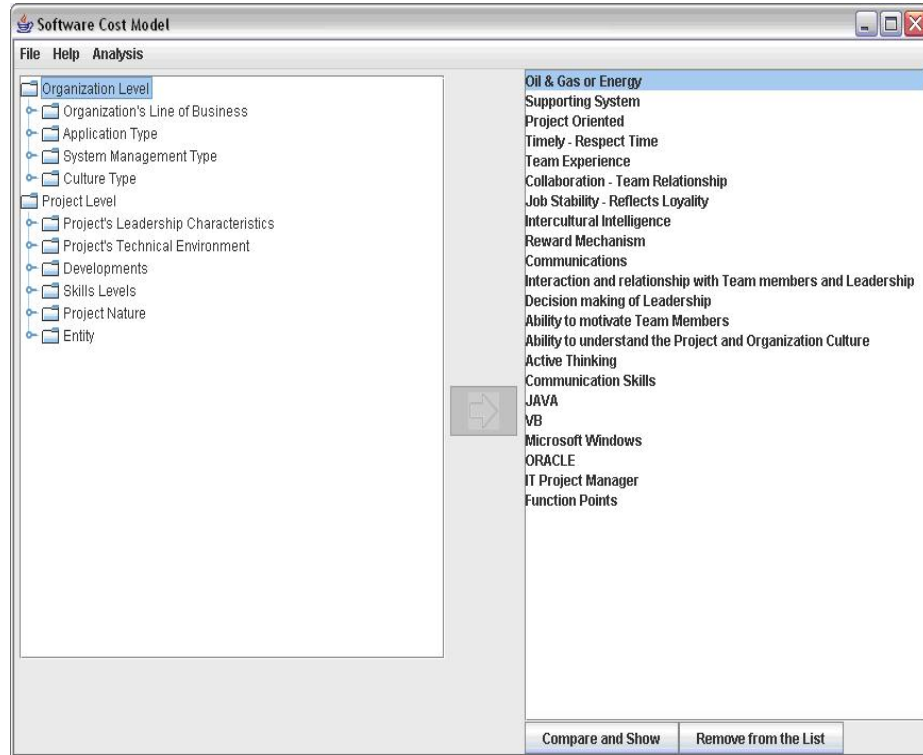 Software Cost Model
File Help Analysis
Organization Level
Organization's Line of Business
Application Type
System Management Type
Culture Type
Project Level
Project's Leadership Characteristics
Project's Technical Environment
Developments
Skills Levels
Project Nature
Entity
Oil & Gas or Energy
Supporting System
Project Oriented
Timely - Respect Time
Team Experience
Collaboration - Team Relationship
Job Stability - Reflects Loyality
Intercultural Intelligence
Reward Mechanism
Communications
Interaction and relationship with Team members and Leadership
Decision making of Leadership
Ability to motivate Team Members
Ability to understand the Project and Organization Culture
Active Thinking
Communication Skills
JAVA
VB
Microsoft Windows
ORACLE
IT Project Manager
Function Points
Compare and Show Remove from the List